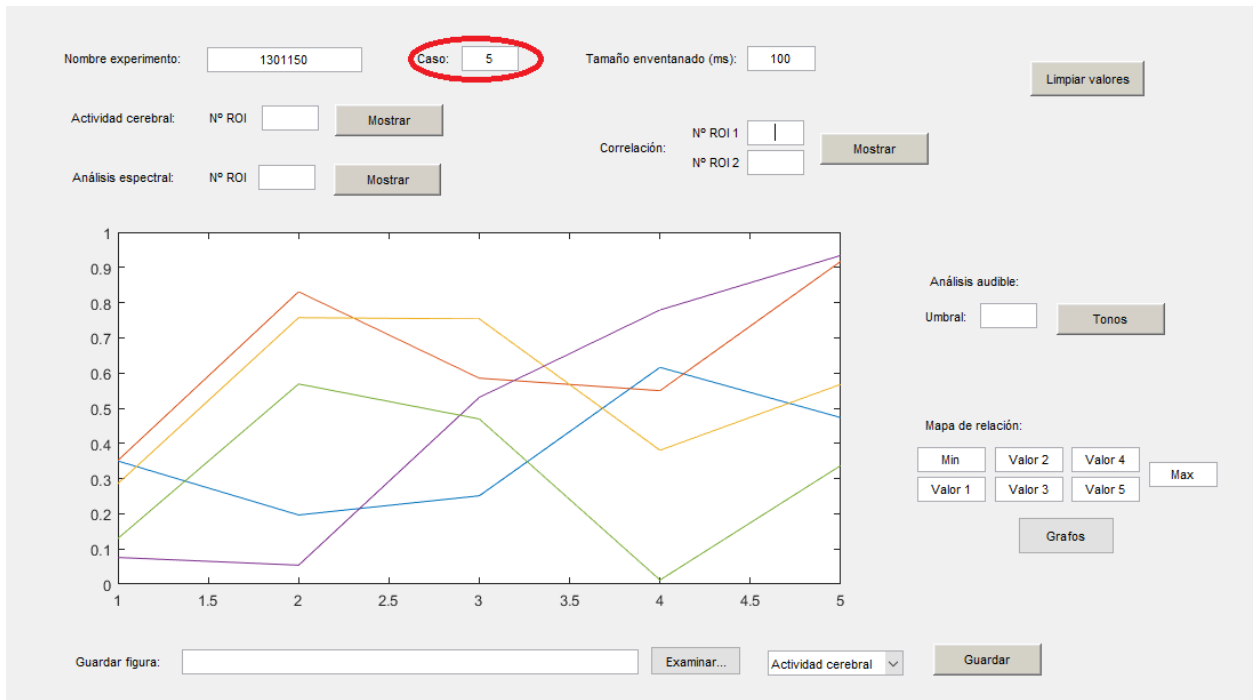 Nombre experimento: 1301150 Caso: 5 Tamaño enventanado (ms): 100
Limpiar valores
Actividad cerebral: Nº ROI Mostrar
Correlación: Nº ROI 1
Nº ROI 2 Mostrar
Análisis espectral: Nº ROI Mostrar
1
0.9
0.8
0.7
0.6
0.5
0.4
0.3
0.2
0.1
0
1 1.5 2 2.5 3 3.5 4 4.5 5
Análisis audible:
Umbral: Tonos
Mapa de relación:
Min Valor 2 Valor 4 Max
Valor 1 Valor 3 Valor 5
Grafos
Guardar figura: Examinar... Actividad cerebral Guardar